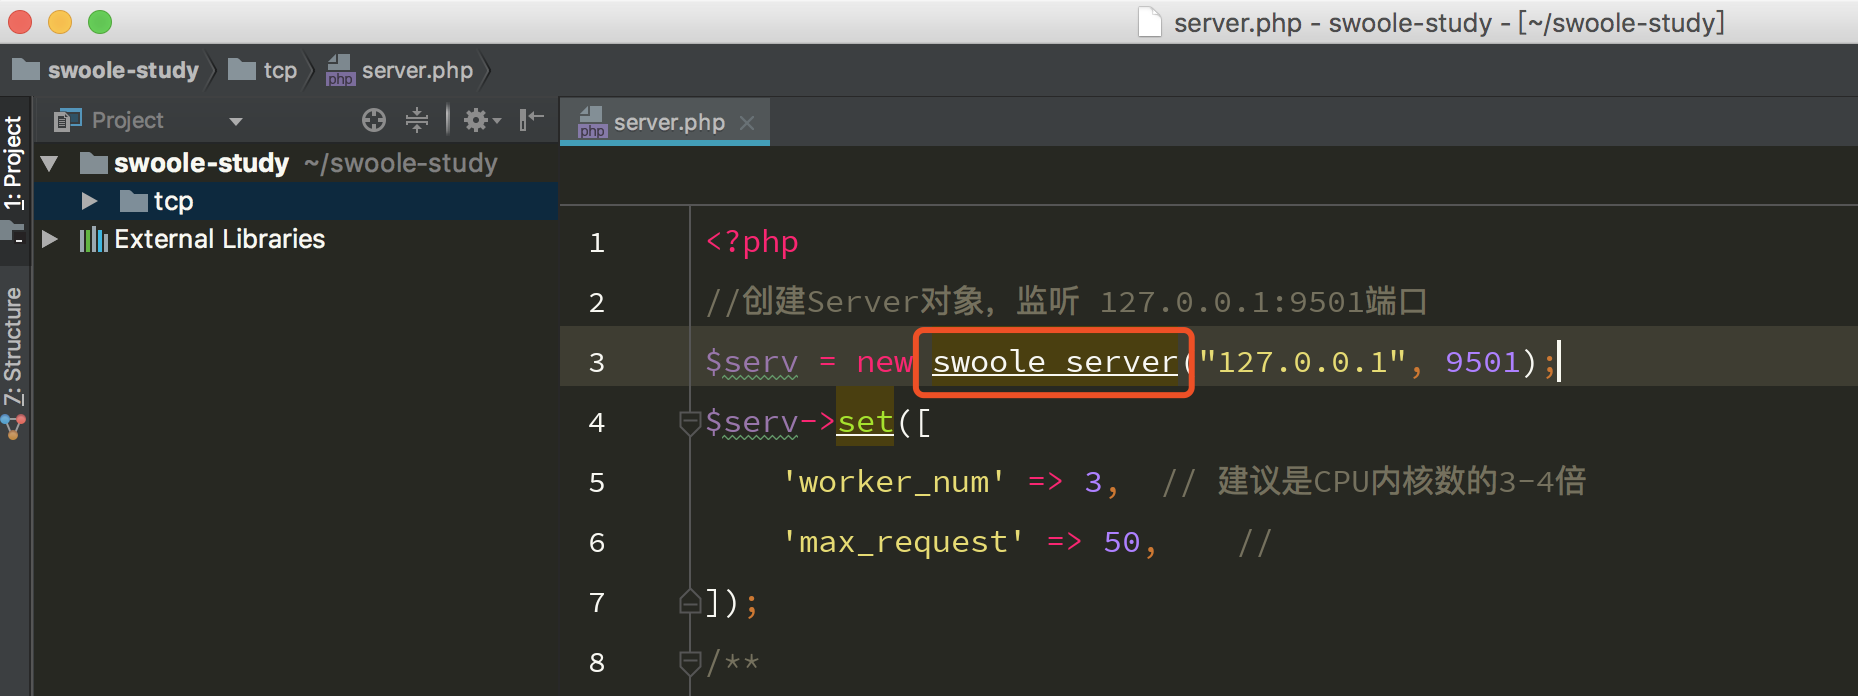 server.php - swoole-study - [~/swoole-study]
swoole-study
tcp
server.php
Project
server.php
1: Project
7: Structure
swoole-study ~/swoole-study
tcp
External Libraries
1 <?php
2 //创建Server对象，监听 127.0.0.1:9501端口
3 $serv = new swoole_server("127.0.0.1", 9501);
4 $serv->set([
5 'worker_num' => 3, // 建议是CPU内核数的3-4倍
6 'max_request' => 50, //
7 ]);
8 /**